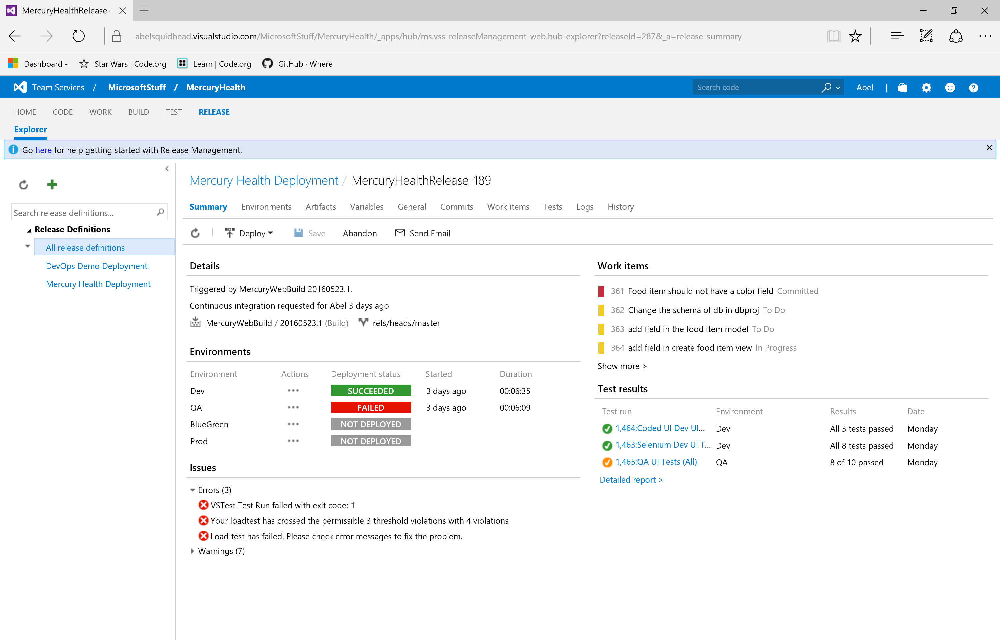 MercuryHealthRelease-
abelsquidhead.visualstudio.com/MicrosoftStuff/MercuryHealth/_apps/hub/ms.vss-releaseManagement-web.hub-explorer?releaseId=287&_a=release-summary
Dashboard - Star Wars | Code.org Learn | Code.org GitHub · Where
Team Services / MicrosoftStuff / MercuryHealth Search code Abel |
HOME CODE WORK BUILD TEST RELEASE
Explorer
Go here for help getting started with Release Management.
Search release definitions...
Release Definitions
All release definitions
DevOps Demo Deployment
Mercury Health Deployment
Mercury Health Deployment / MercuryHealthRelease-189
Summary Environments Artifacts Variables General Commits Work items Tests Logs History
Deploy Save Abandon Send Email
Details
Triggered by MercuryWebBuild 20160523.1.
Continuous integration requested for Abel 3 days ago
MercuryWebBuild / 20160523.1 (Build) refs/heads/master
Environments
Environment Actions Deployment status Started Duration
Dev ••• SUCCEEDED 3 days ago 00:06:35
QA ••• FAILED 3 days ago 00:06:09
BlueGreen ••• NOT DEPLOYED
Prod ••• NOT DEPLOYED
Issues
Errors (3)
VSTest Test Run failed with exit code: 1
Your loadtest has crossed the permissible 3 threshold violations with 4 violations
Load test has failed. Please check error messages to fix the problem.
Warnings (7)
Work items
361 Food item should not have a color field Committed
362 Change the schema of db in dbproj To Do
363 add field in the food item model To Do
364 add field in create food item view In Progress
Show more >
Test results
Test run Environment Results Date
1,464:Coded UI Dev UI... Dev All 3 tests passed Monday
1,463:Selenium Dev UI T... Dev All 8 tests passed Monday
1,465:QA UI Tests (All) QA 8 of 10 passed Monday
Detailed report >